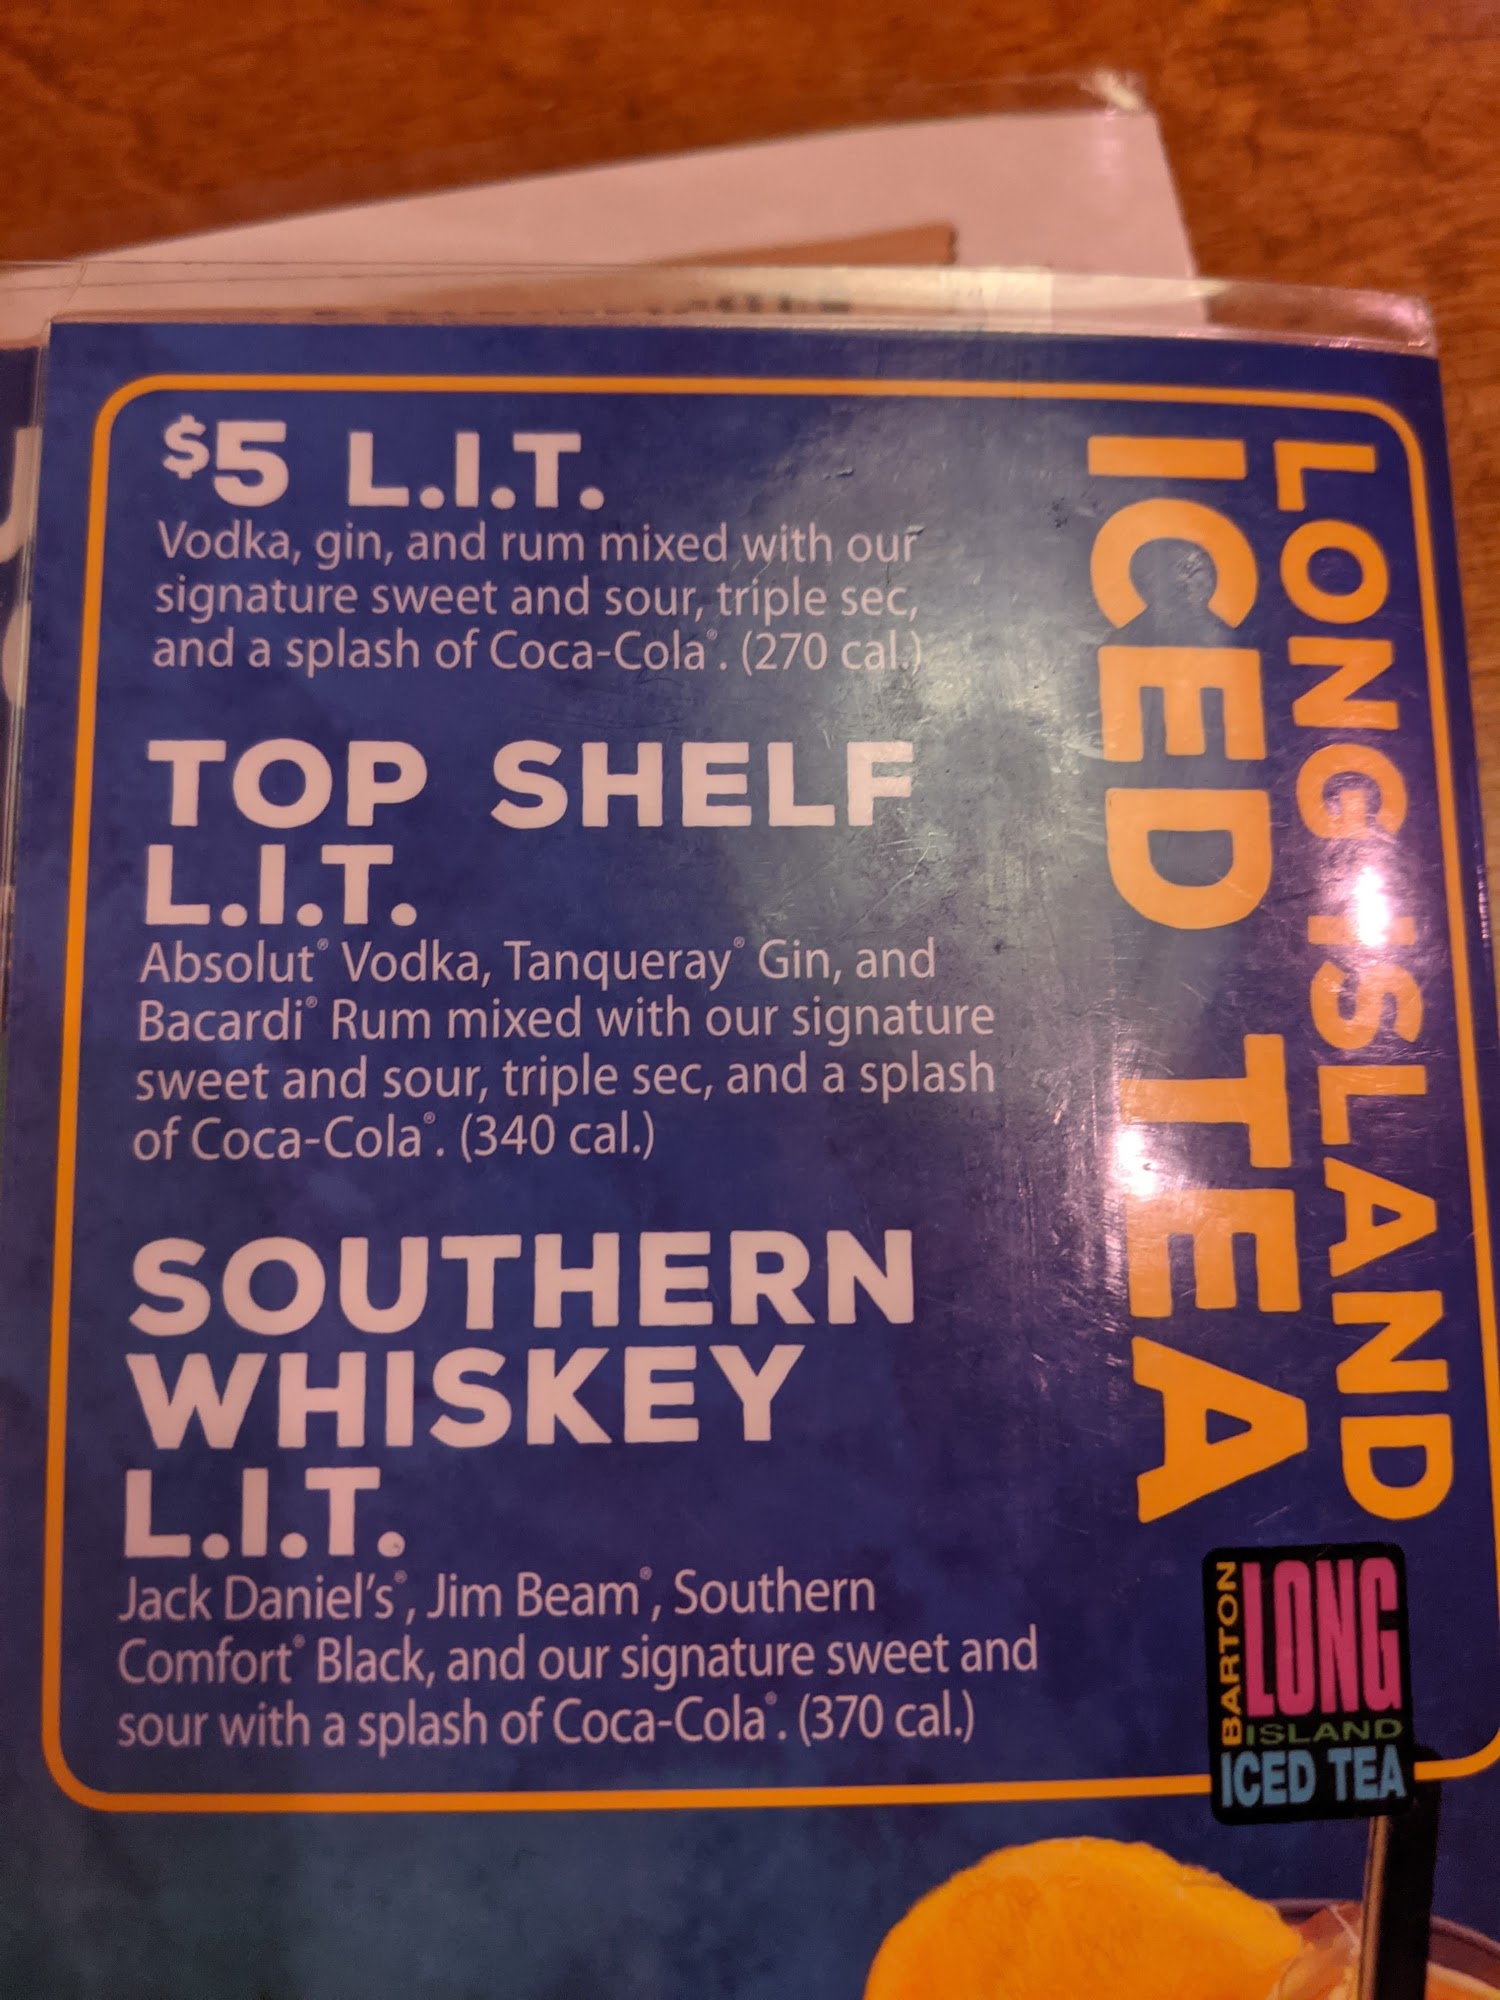 $5 L.I.T.
Vodka, gin, and rum mixed with our
signature sweet and sour, triple sec,
and a splash of Coca-Cola®. (270 cal.)
TOP SHELF
L.I.T.
Absolut® Vodka, Tanqueray® Gin, and
Bacardi® Rum mixed with our signature
sweet and sour, triple sec, and a splash
of Coca-Cola®. (340 cal.)
SOUTHERN
WHISKEY
L.I.T.
Jack Daniel's®, Jim Beam®, Southern
Comfort® Black, and our signature sweet and
sour with a splash of Coca-Cola®. (370 cal.)
LONG ISLAND
ICED TEA
BARTON
LONG
ISLAND
ICED TEA